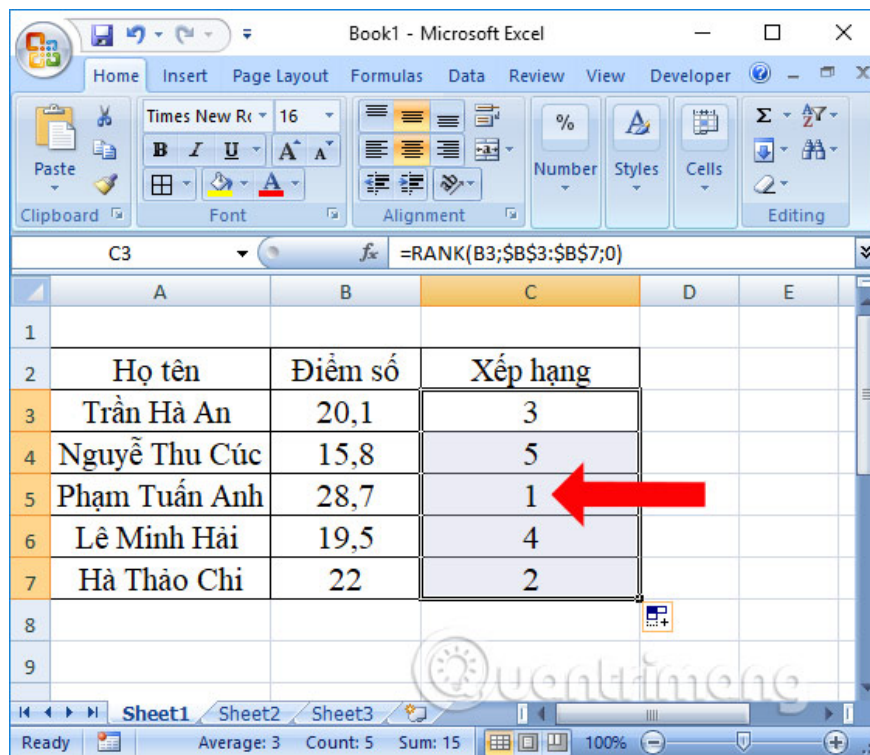 Book1 - Microsoft Excel
Home Insert Page Layout Formulas Data Review View Developer
Times New Ro 16
Paste B I U A A % Number Styles Cells Σ
Clipboard Font Alignment Editing
C3 fx =RANK(B3;$B$3:$B$7;0)
A B C D E
1
2 Họ tên Điểm số Xếp hạng
3 Trần Hà An 20,1 3
4 Nguyễ Thu Cúc 15,8 5
5 Phạm Tuấn Anh 28,7 1
6 Lê Minh Hải 19,5 4
7 Hà Thảo Chi 22 2
8
9
Quantrimang
Sheet1 Sheet2 Sheet3
Ready Average: 3 Count: 5 Sum: 15 100%